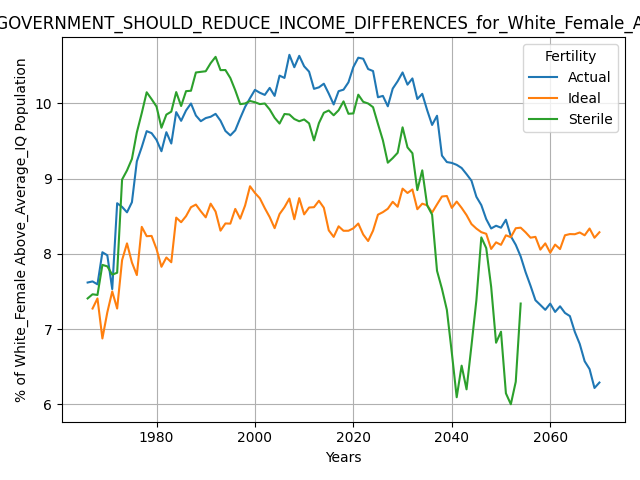 GOVERNMENT_SHOULD_REDUCE_INCOME_DIFFERENCES_for_White_Female_A
Fertility
Actual
Ideal
Sterile
% of White_Female Above_Average_IQ Population
10
9
8
7
6
1980 2000 2020 2040 2060
Years